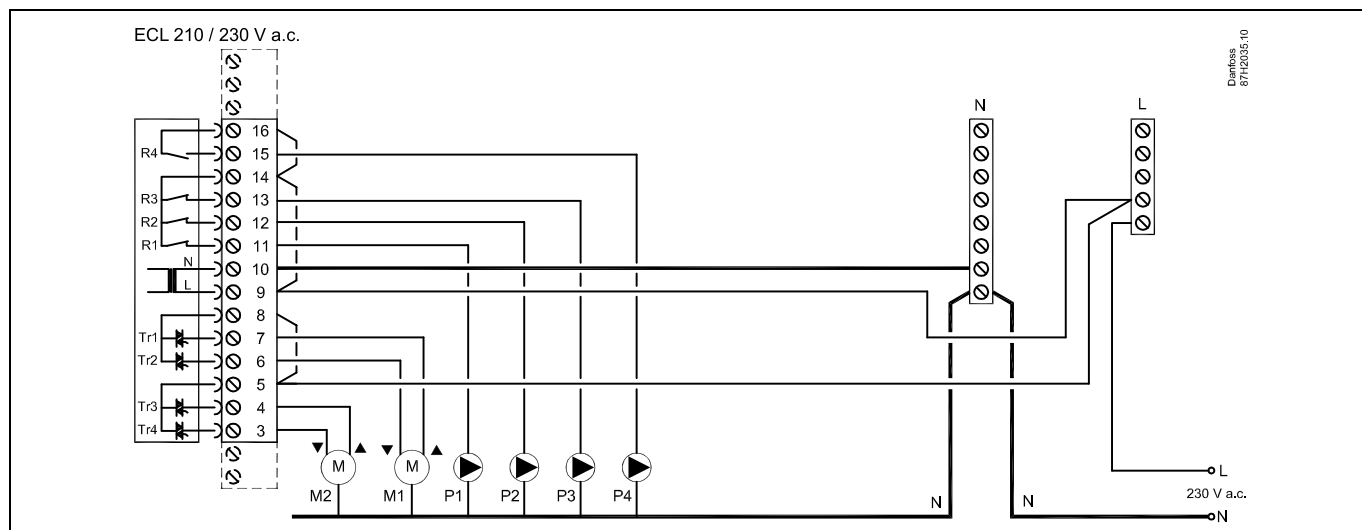 ECL 210 / 230 V a.c.
Danfoss
87H2035.10
N
L
16
R4
15
14
R3
13
R2
12
R1
11
N
10
L
9
8
Tr1
7
Tr2
6
5
Tr3
4
Tr4
3
M
M
M2
M1
P1
P2
P3
P4
N
N
L
230 V a.c.
N